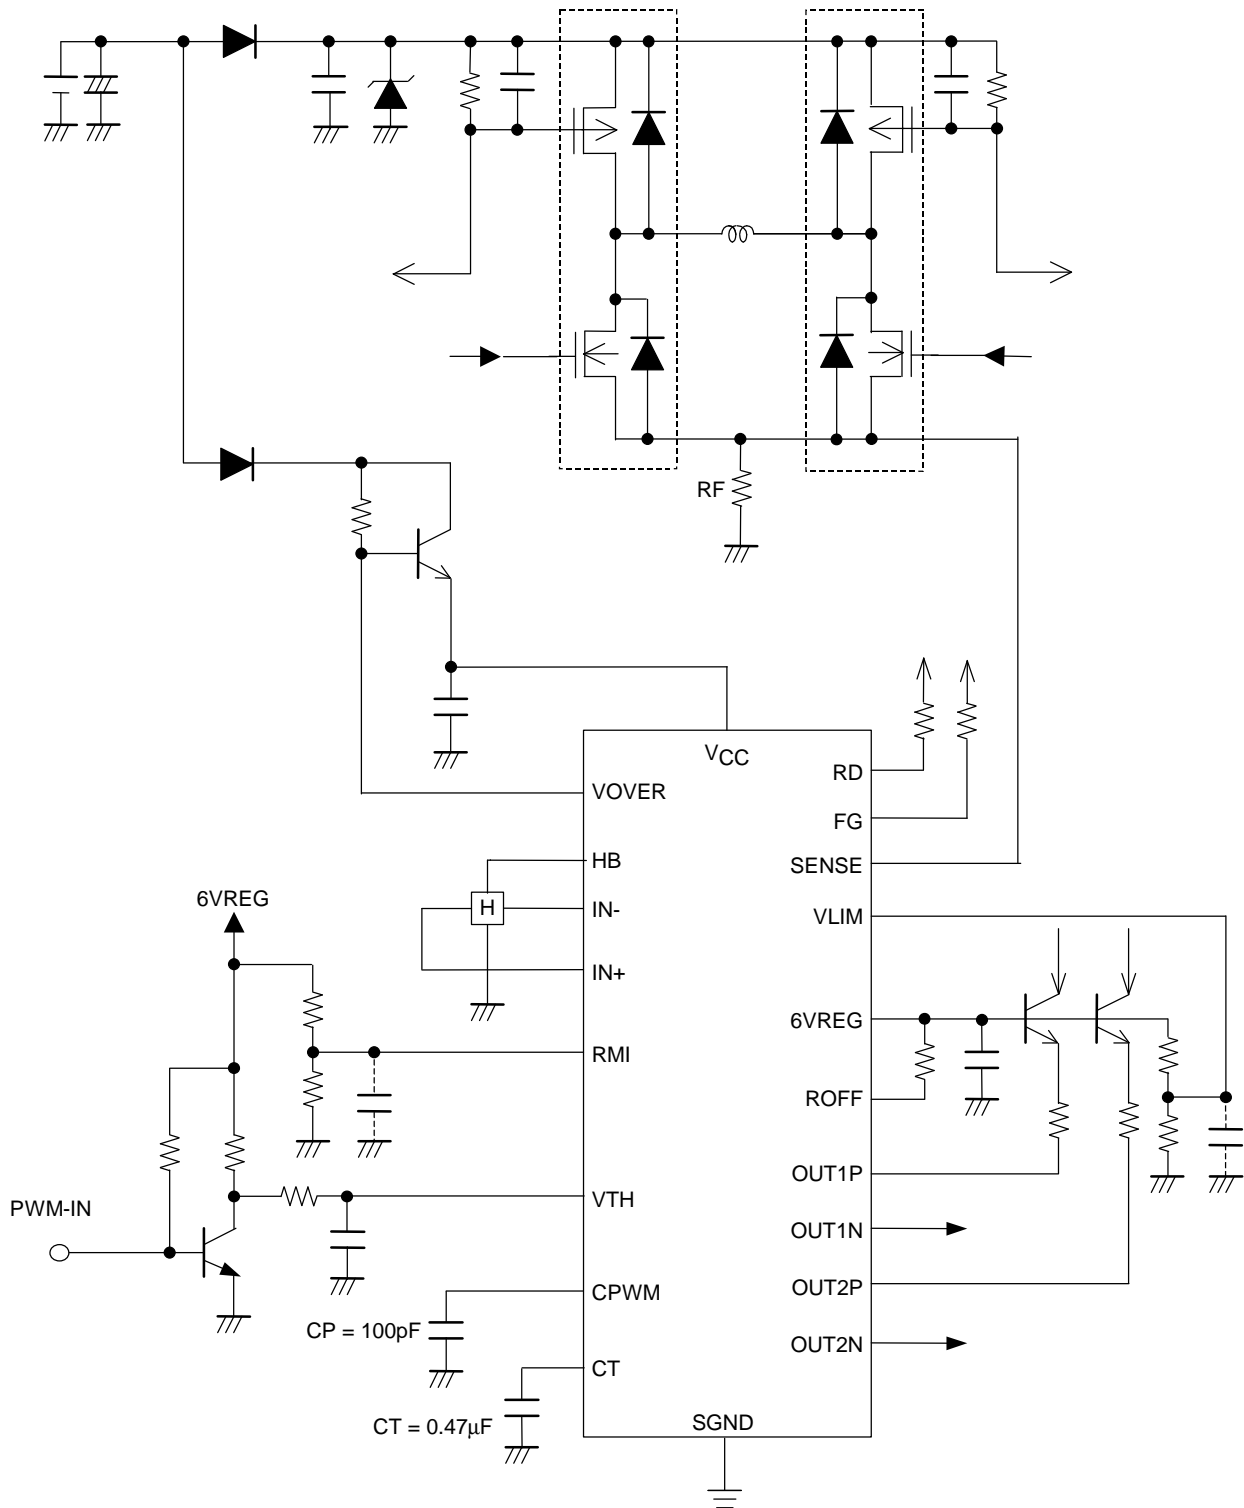 RF
VCC
RD
VOVER
FG
HB
SENSE
6VREG
H
IN-
VLIM
IN+
6VREG
RMI
ROFF
OUT1P
PWM-IN
VTH
OUT1N
CPWM
OUT2P
CP = 100pF
OUT2N
CT
CT = 0.47μF
SGND